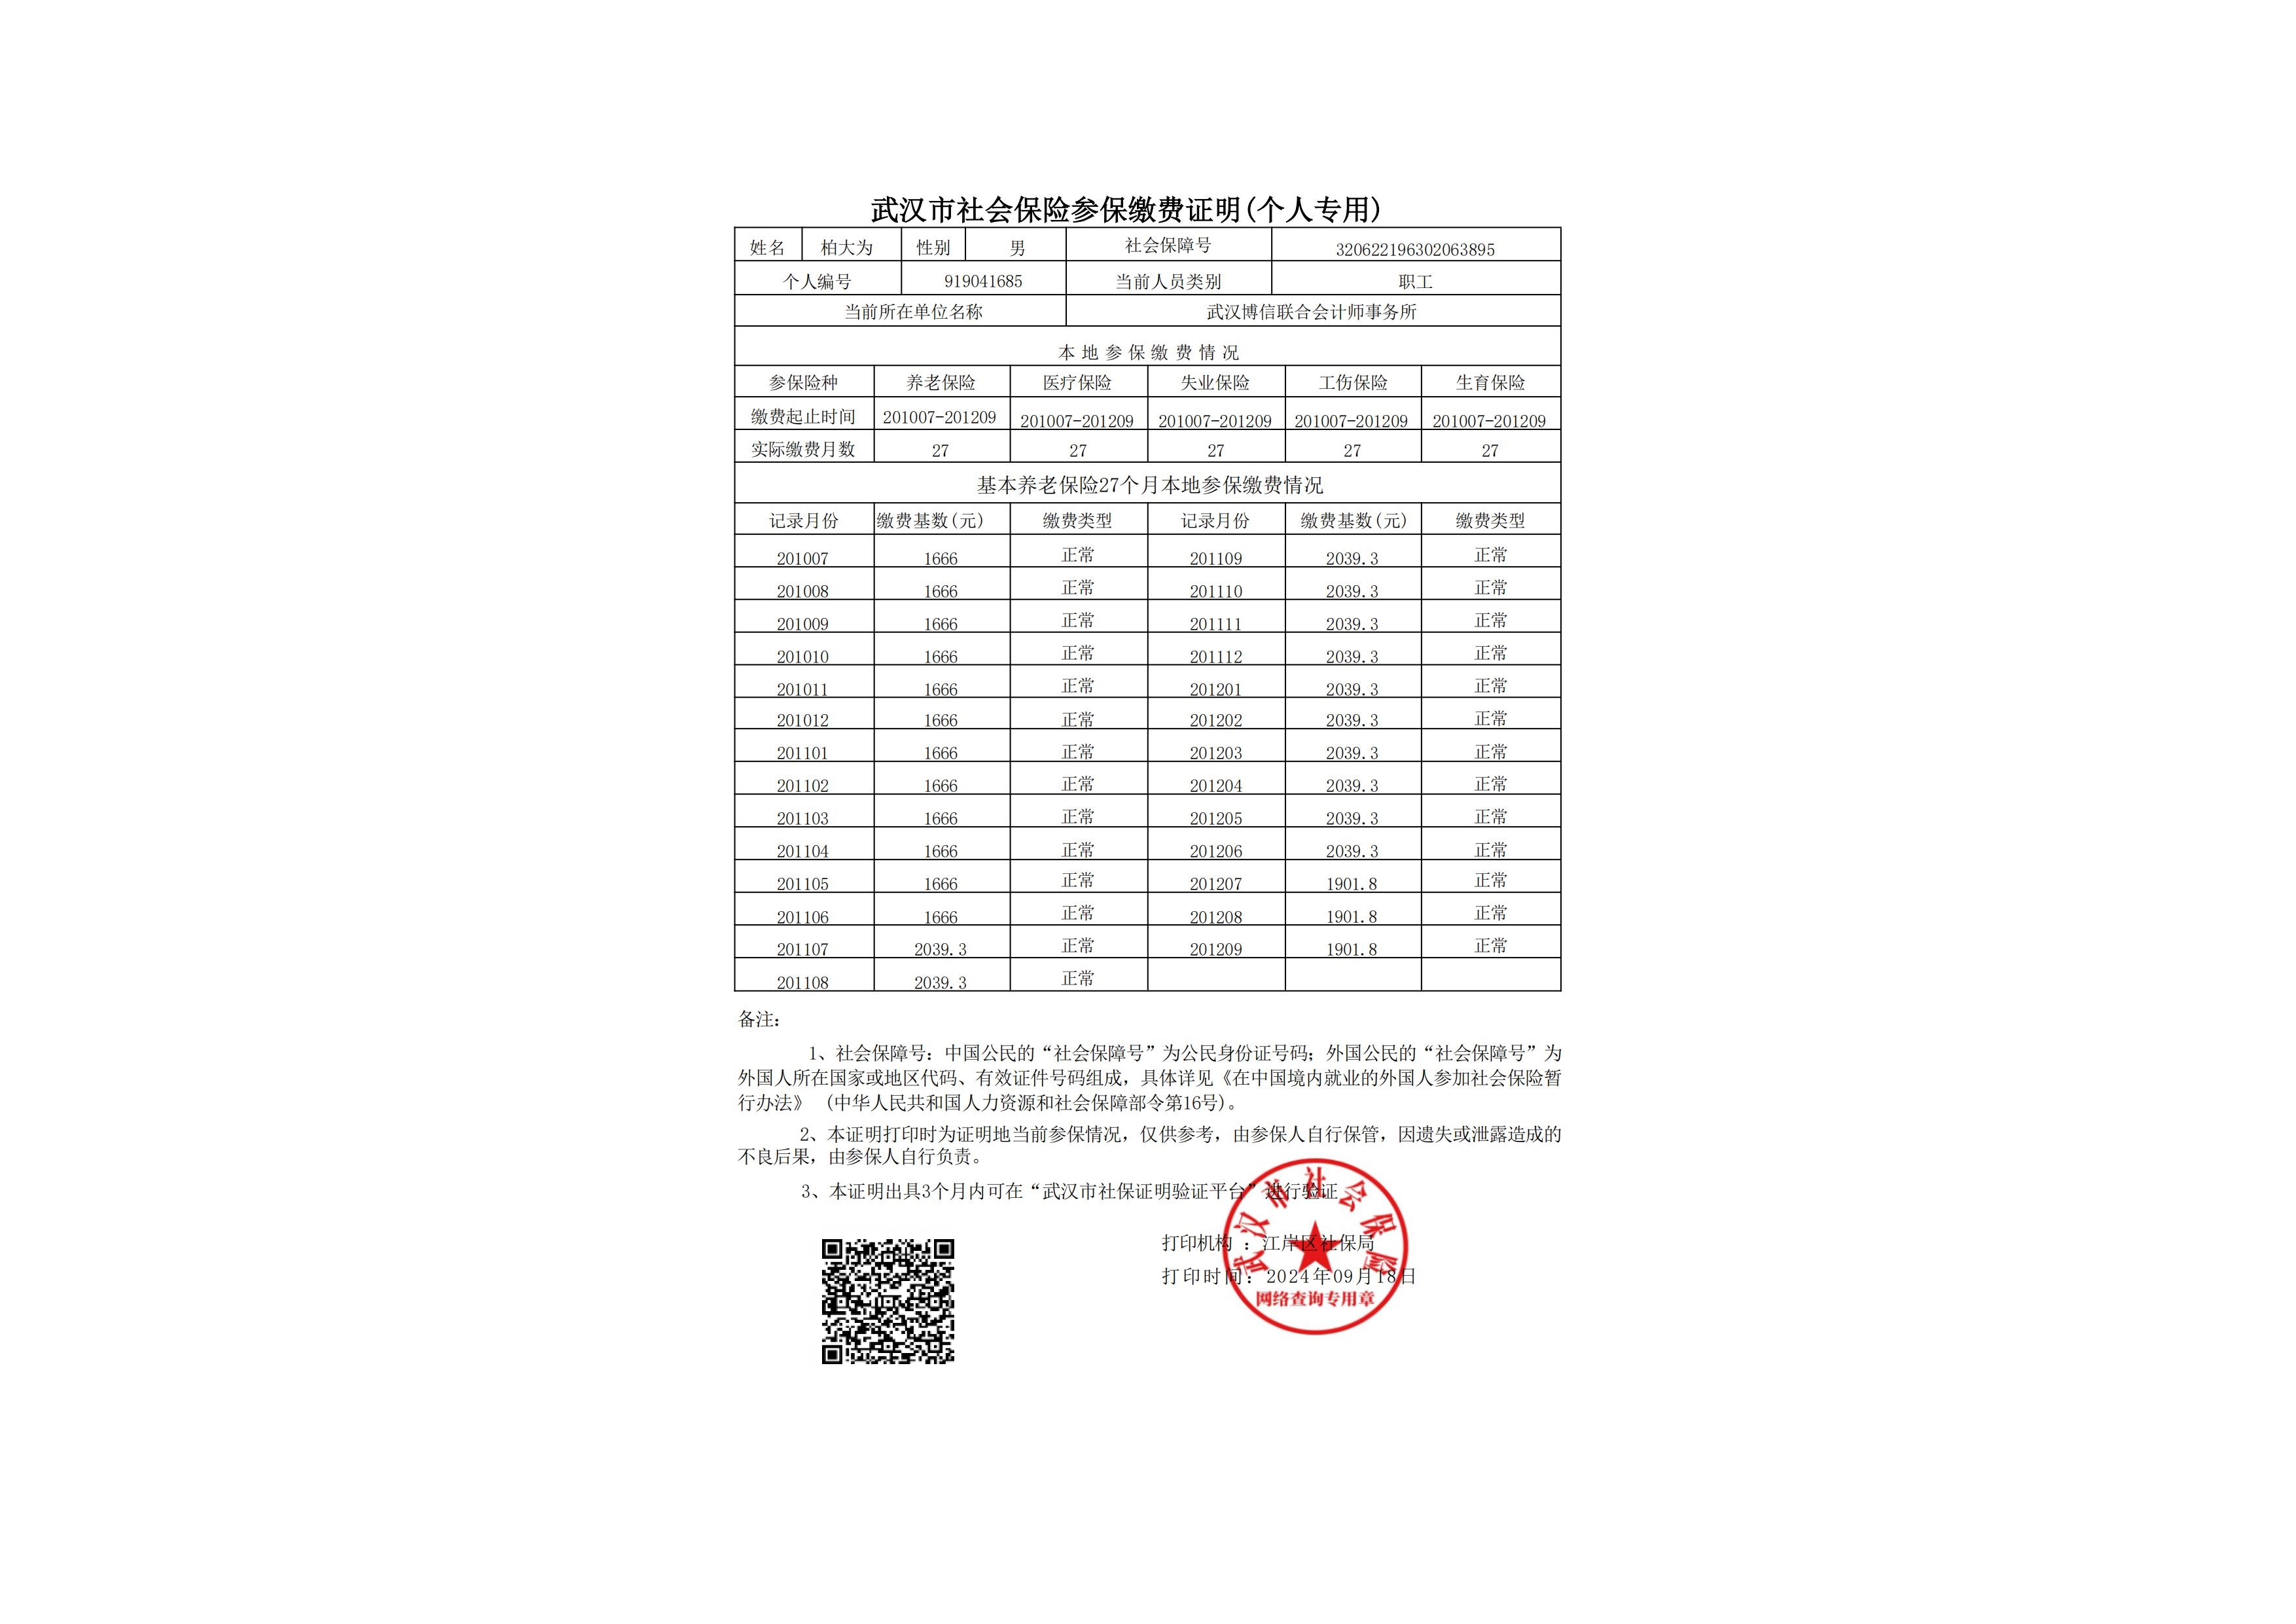 武汉市社会保险参保缴费证明(个人专用)
姓名 柏大为 性别 男 社会保障号 320622196302063895
个人编号 919041685 当前人员类别 职工
当前所在单位名称 武汉博信联合会计师事务所
本地参保缴费情况
参保险种 养老保险 医疗保险 失业保险 工伤保险 生育保险
缴费起止时间 201007-201209 201007-201209 201007-201209 201007-201209 201007-201209
实际缴费月数 27 27 27 27 27
基本养老保险27个月本地参保缴费情况
记录月份 缴费基数(元) 缴费类型 记录月份 缴费基数(元) 缴费类型
201007 1666 正常 201109 2039.3 正常
201008 1666 正常 201110 2039.3 正常
201009 1666 正常 201111 2039.3 正常
201010 1666 正常 201112 2039.3 正常
201011 1666 正常 201201 2039.3 正常
201012 1666 正常 201202 2039.3 正常
201101 1666 正常 201203 2039.3 正常
201102 1666 正常 201204 2039.3 正常
201103 1666 正常 201205 2039.3 正常
201104 1666 正常 201206 2039.3 正常
201105 1666 正常 201207 1901.8 正常
201106 1666 正常 201208 1901.8 正常
201107 2039.3 正常 201209 1901.8 正常
201108 2039.3 正常
备注：
1、社会保障号：中国公民的“社会保障号”为公民身份证号码；外国公民的“社会保障号”为
外国人所在国家或地区代码、有效证件号码组成，具体详见《在中国境内就业的外国人参加社会保险暂
行办法》 (中华人民共和国人力资源和社会保障部令第16号)。
2、本证明打印时为证明地当前参保情况，仅供参考，由参保人自行保管，因遗失或泄露造成的
不良后果，由参保人自行负责。
3、本证明出具3个月内可在“武汉市社保证明验证平台”进行验证
打印机构 ：江岸区社保局
打印时间：2024年09月18日
武汉市社会保险
网络查询专用章